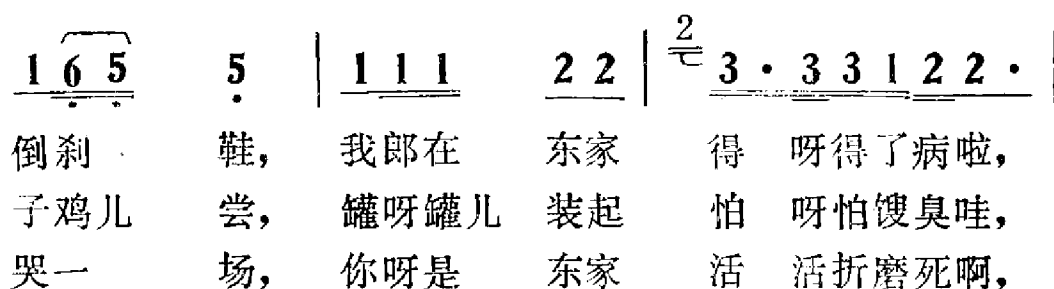 2
1 6 5 5 | 1 1 1 2 2 | 3 · 3 3 1 2 2 ·
倒刹 鞋， 我郎在 东家 得 呀得了病啦，
子鸡儿 尝， 罐呀罐儿 装起 怕 呀怕馊臭哇，
哭一 场， 你呀是 东家 活 活折磨死啊，